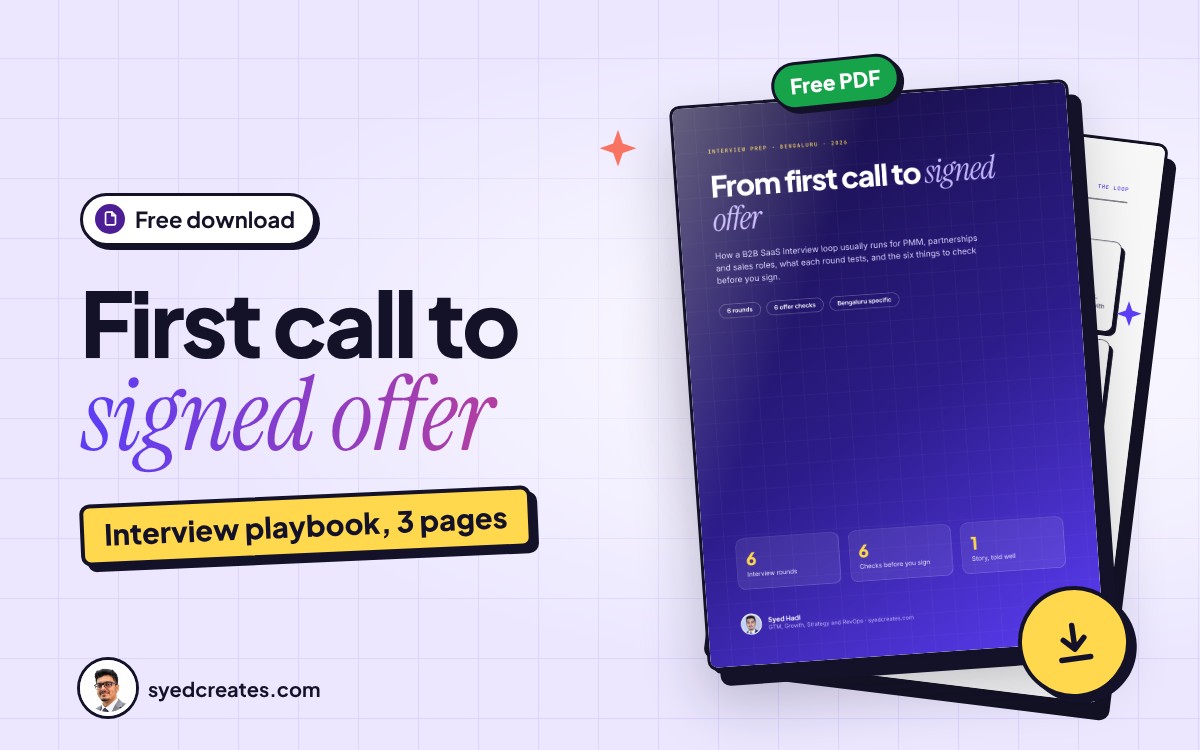 Free download
First call to
signed offer
Interview playbook, 3 pages
syedcreates.com
Free PDF
INTERVIEW PREP · BENGALURU · 2026
From first call to signed
offer
How a B2B SaaS interview loop usually runs for PMM, partnerships
and sales roles, what each round tests, and the six things to check
before you sign.
6 rounds
6 offer checks
Bengaluru specific
6
Interview rounds
6
Checks before you sign
1
Story, told well
Syed Hadi
GTM, Growth, Strategy and RevOps · syedcreates.com
THE LOOP